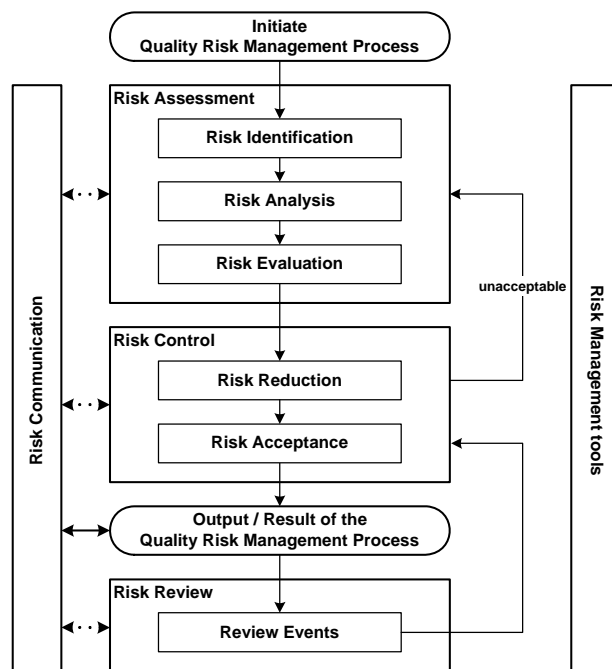 Initiate
Quality Risk Management Process
Risk Assessment
Risk Identification
Risk Analysis
Risk Evaluation
unacceptable
Risk Communication
Risk Management tools
Risk Control
Risk Reduction
Risk Acceptance
Output / Result of the
Quality Risk Management Process
Risk Review
Review Events